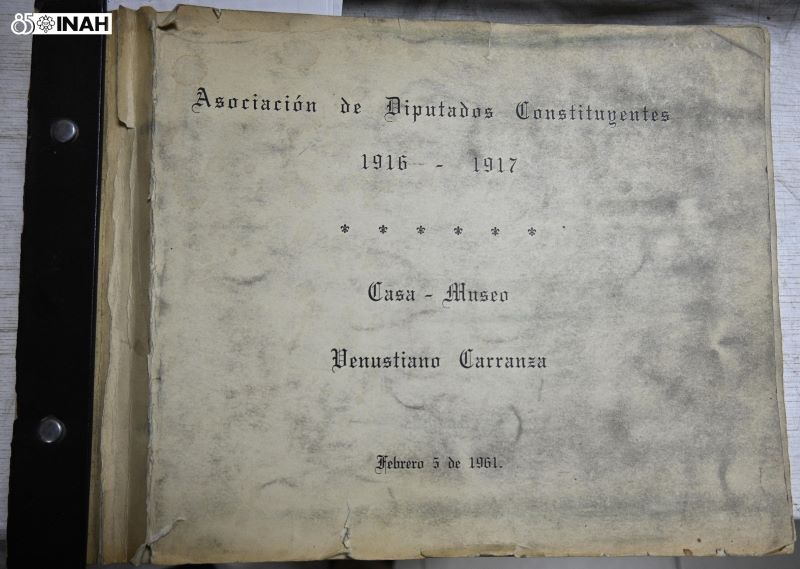 85 INAH
Asociación de Diputados Constituyentes
1916 - 1917
* * * * * *
Casa - Museo
Venustiano Carranza
Febrero 5 de 1961.